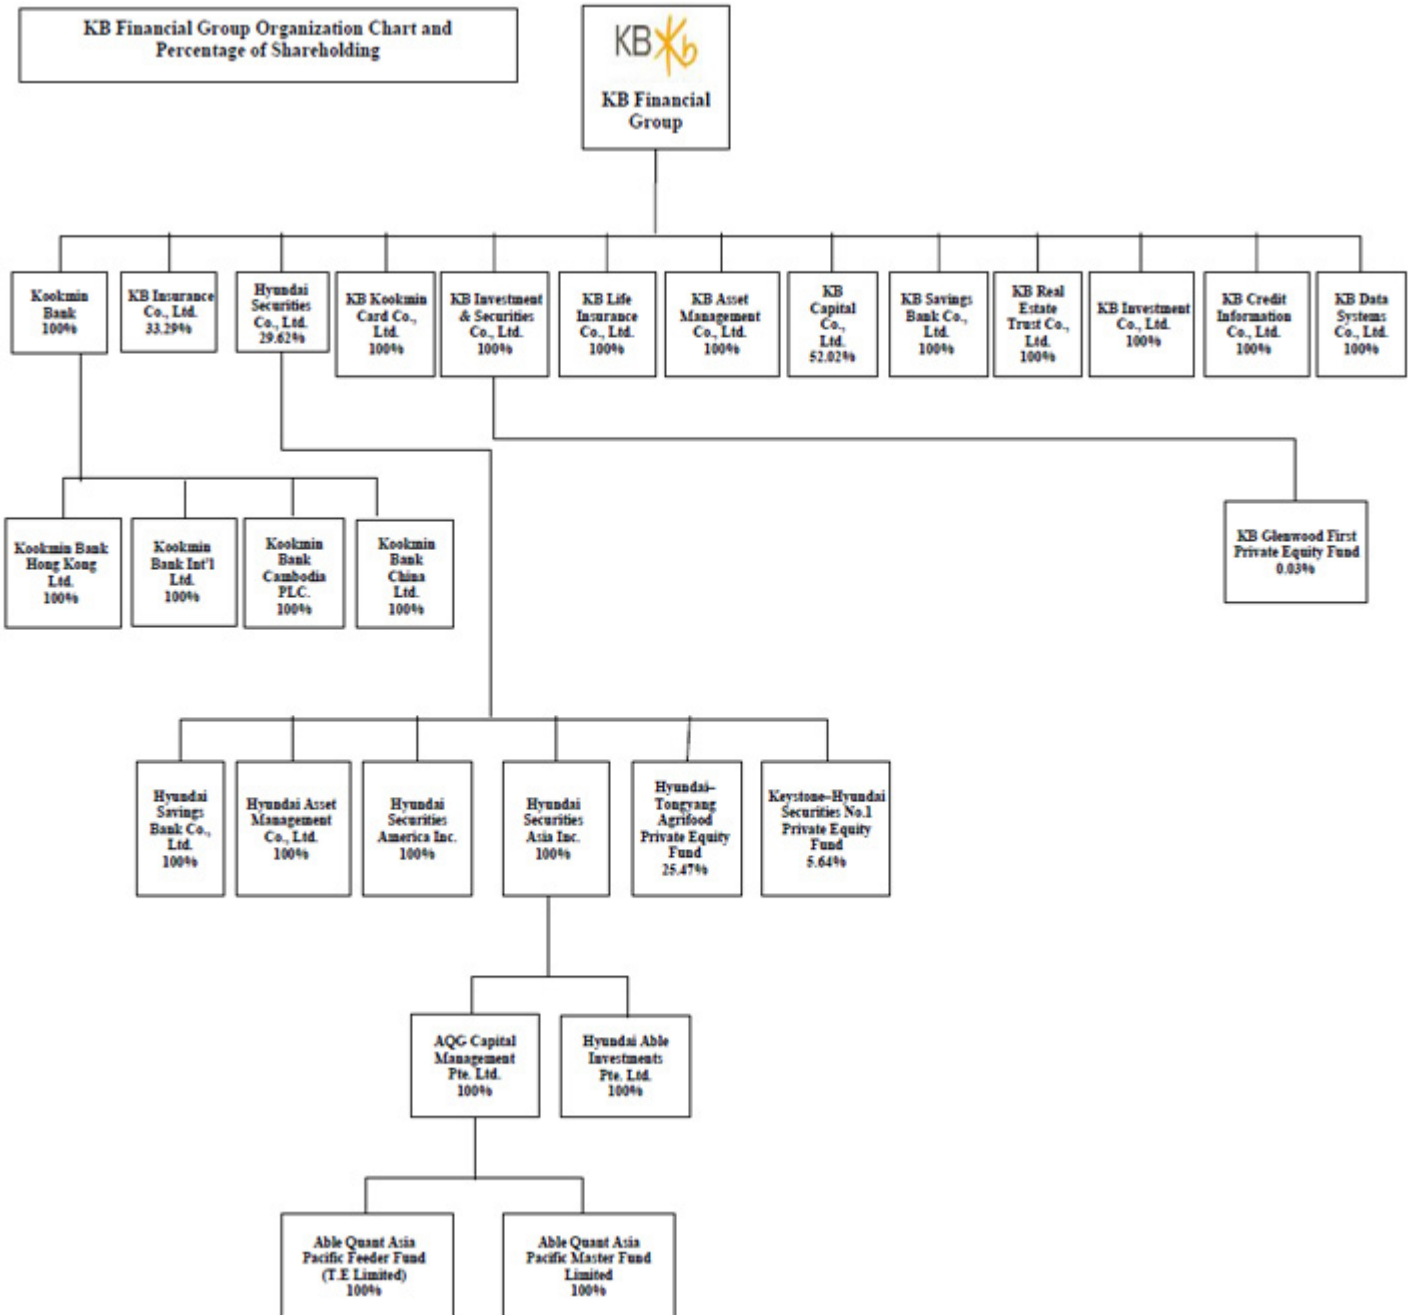 KB Financial Group Organization Chart and
Percentage of Shareholding
KB Kb
KB Financial
Group
Kookmin
Bank
100%
KB Insurance
Co., Ltd.
33.29%
Hyundai
Securities
Co., Ltd.
29.62%
KB Kookmin
Card Co.,
Ltd.
100%
KB Investment
& Securities
Co., Ltd.
100%
KB Life
Insurance
Co., Ltd.
100%
KB Asset
Management
Co., Ltd.
100%
KB
Capital
Co.,
Ltd.
52.02%
KB Savings
Bank Co.,
Ltd.
100%
KB Real
Estate
Trust Co.,
Ltd.
100%
KB Investment
Co., Ltd.
100%
KB Credit
Information
Co., Ltd.
100%
KB Data
Systems
Co., Ltd.
100%
Kookmin Bank
Hong Kong
Ltd.
100%
Kookmin
Bank Int'l
Ltd.
100%
Kookmin
Bank
Cambodia
PLC.
100%
Kookmin
Bank
China
Ltd.
100%
KB Glenwood First
Private Equity Fund
0.03%
Hyundai
Savings
Bank Co.,
Ltd.
100%
Hyundai Asset
Management
Co., Ltd.
100%
Hyundai
Securities
America Inc.
100%
Hyundai
Securities
Asia Inc.
100%
Hyundai–
Tongyang
Agrifood
Private Equity
Fund
25.47%
Keystone–Hyundai
Securities No.1
Private Equity
Fund
5.64%
AQG Capital
Management
Pte. Ltd.
100%
Hyundai Able
Investments
Pte. Ltd.
100%
Able Quant Asia
Pacific Feeder Fund
(T.E Limited)
100%
Able Quant Asia
Pacific Master Fund
Limited
100%